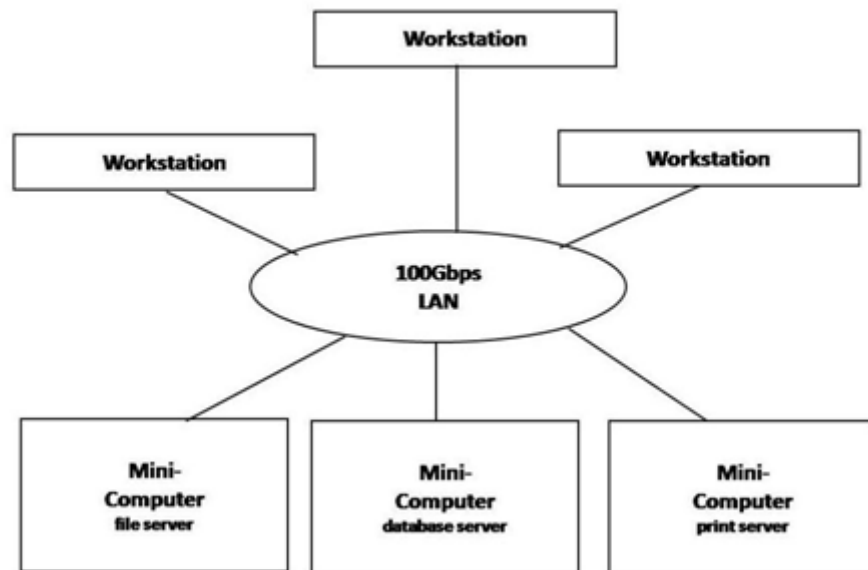 Workstation
Workstation
Workstation
100Gbps
LAN
Mini-
Computer
file server
Mini-
Computer
database server
Mini-
Computer
print server